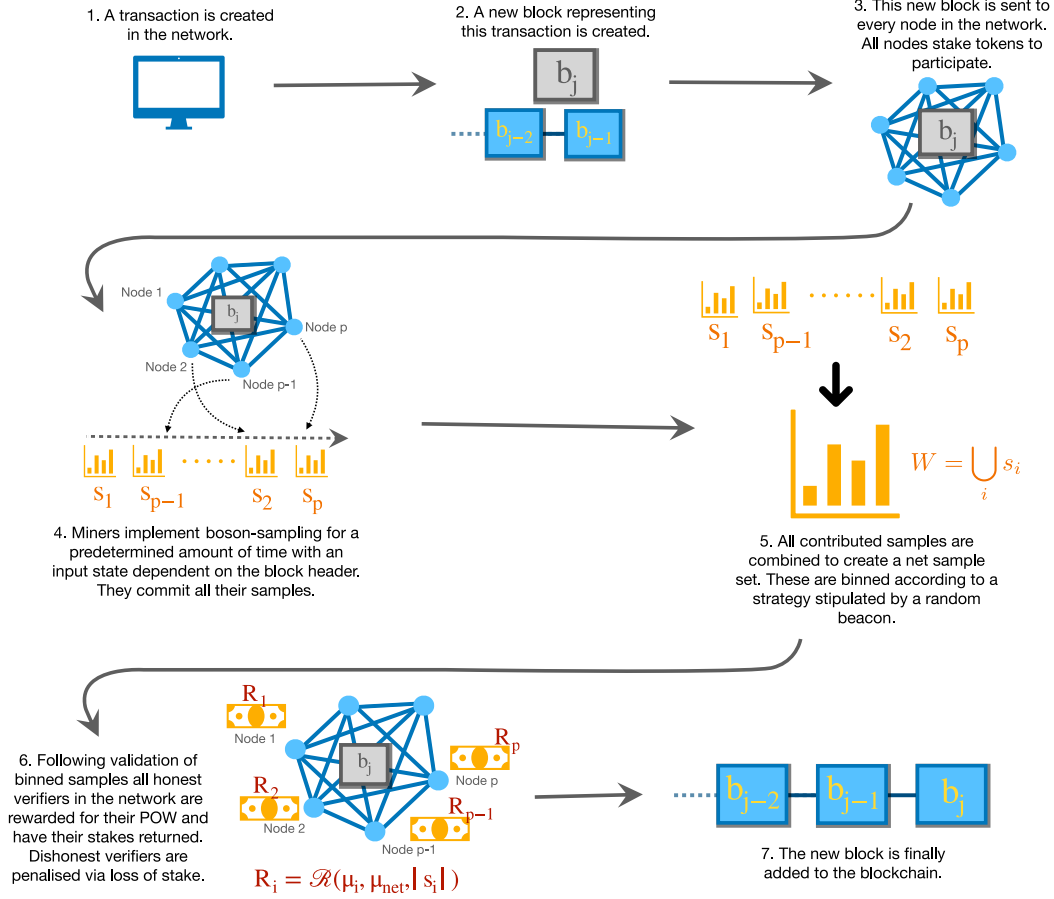 1. A transaction is created
in the network.
2. A new block representing
this transaction is created.
b_j
b_{j-2}
b_{j-1}
3. This new block is sent to
every node in the network.
All nodes stake tokens to
participate.
b_j
Node 1
b_j
Node p
Node 2
Node p-1
s_1
s_{p-1}
s_2
s_p
4. Miners implement boson-sampling for a
predetermined amount of time with an
input state dependent on the block header.
They commit all their samples.
s_1
s_{p-1}
s_2
s_p
W = ⋃_i s_i
5. All contributed samples are
combined to create a net sample
set. These are binned according to a
strategy stipulated by a random
beacon.
6. Following validation of
binned samples all honest
verifiers in the network are
rewarded for their POW and
have their stakes returned.
Dishonest verifiers are
penalised via loss of stake.
R_1
Node 1
b_j
R_p
Node p
R_2
Node 2
R_{p-1}
Node p-1
R_i = ℛ(μ_i, μ_{net}, | s_i | )
b_{j-2}
b_{j-1}
b_j
7. The new block is finally
added to the blockchain.